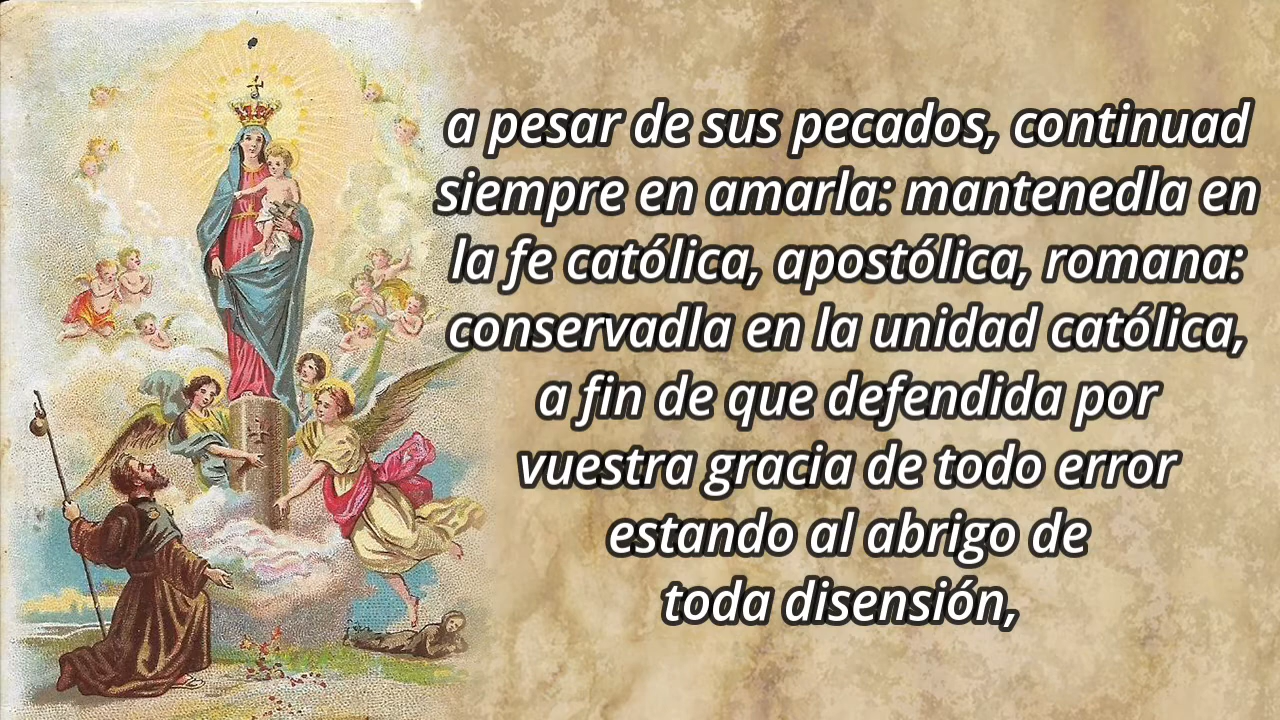 a pesar de sus pecados, continuad
siempre en amarla: mantenedla en
la fe católica, apostólica, romana:
conservadla en la unidad católica,
a fin de que defendida por
vuestra gracia de todo error
estando al abrigo de
toda disensión,